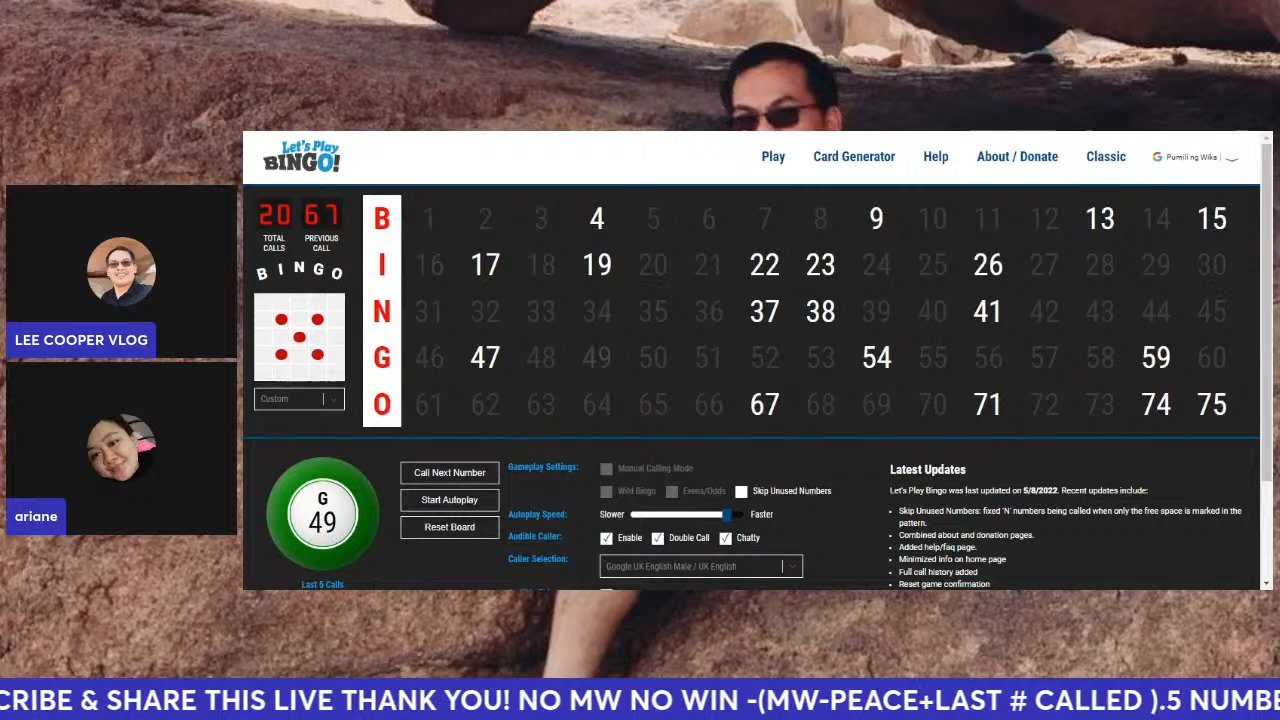 Let's Play
BINGO!
Play Card Generator Help About / Donate Classic Pumili ng Wika
20 67
TOTAL CALLS PREVIOUS CALL
B I N G O
Custom
B 1 2 3 4 5 6 7 8 9 10 11 12 13 14 15
I 16 17 18 19 20 21 22 23 24 25 26 27 28 29 30
N 31 32 33 34 35 36 37 38 39 40 41 42 43 44 45
G 46 47 48 49 50 51 52 53 54 55 56 57 58 59 60
O 61 62 63 64 65 66 67 68 69 70 71 72 73 74 75
LEE COOPER VLOG
ariane
G
49
Last 5 Calls
Call Next Number
Start Autoplay
Reset Board
Gameplay Settings:
Manual Calling Mode
Wild Bingo Evens/Odds Skip Unused Numbers
Autoplay Speed: Slower Faster
Audible Caller: Enable Double Call Chatty
Caller Selection: Google UK English Male / UK English
Latest Updates
Let's Play Bingo was last updated on 5/8/2022. Recent updates include:
Skip Unused Numbers: fixed 'N' numbers being called when only the free space is marked in the
pattern.
Combined about and donation pages.
Added help/faq page.
Minimized info on home page
Full call history added
Reset game confirmation
CRIBE & SHARE THIS LIVE THANK YOU! NO MW NO WIN -(MW-PEACE+LAST # CALLED ).5 NUMBE